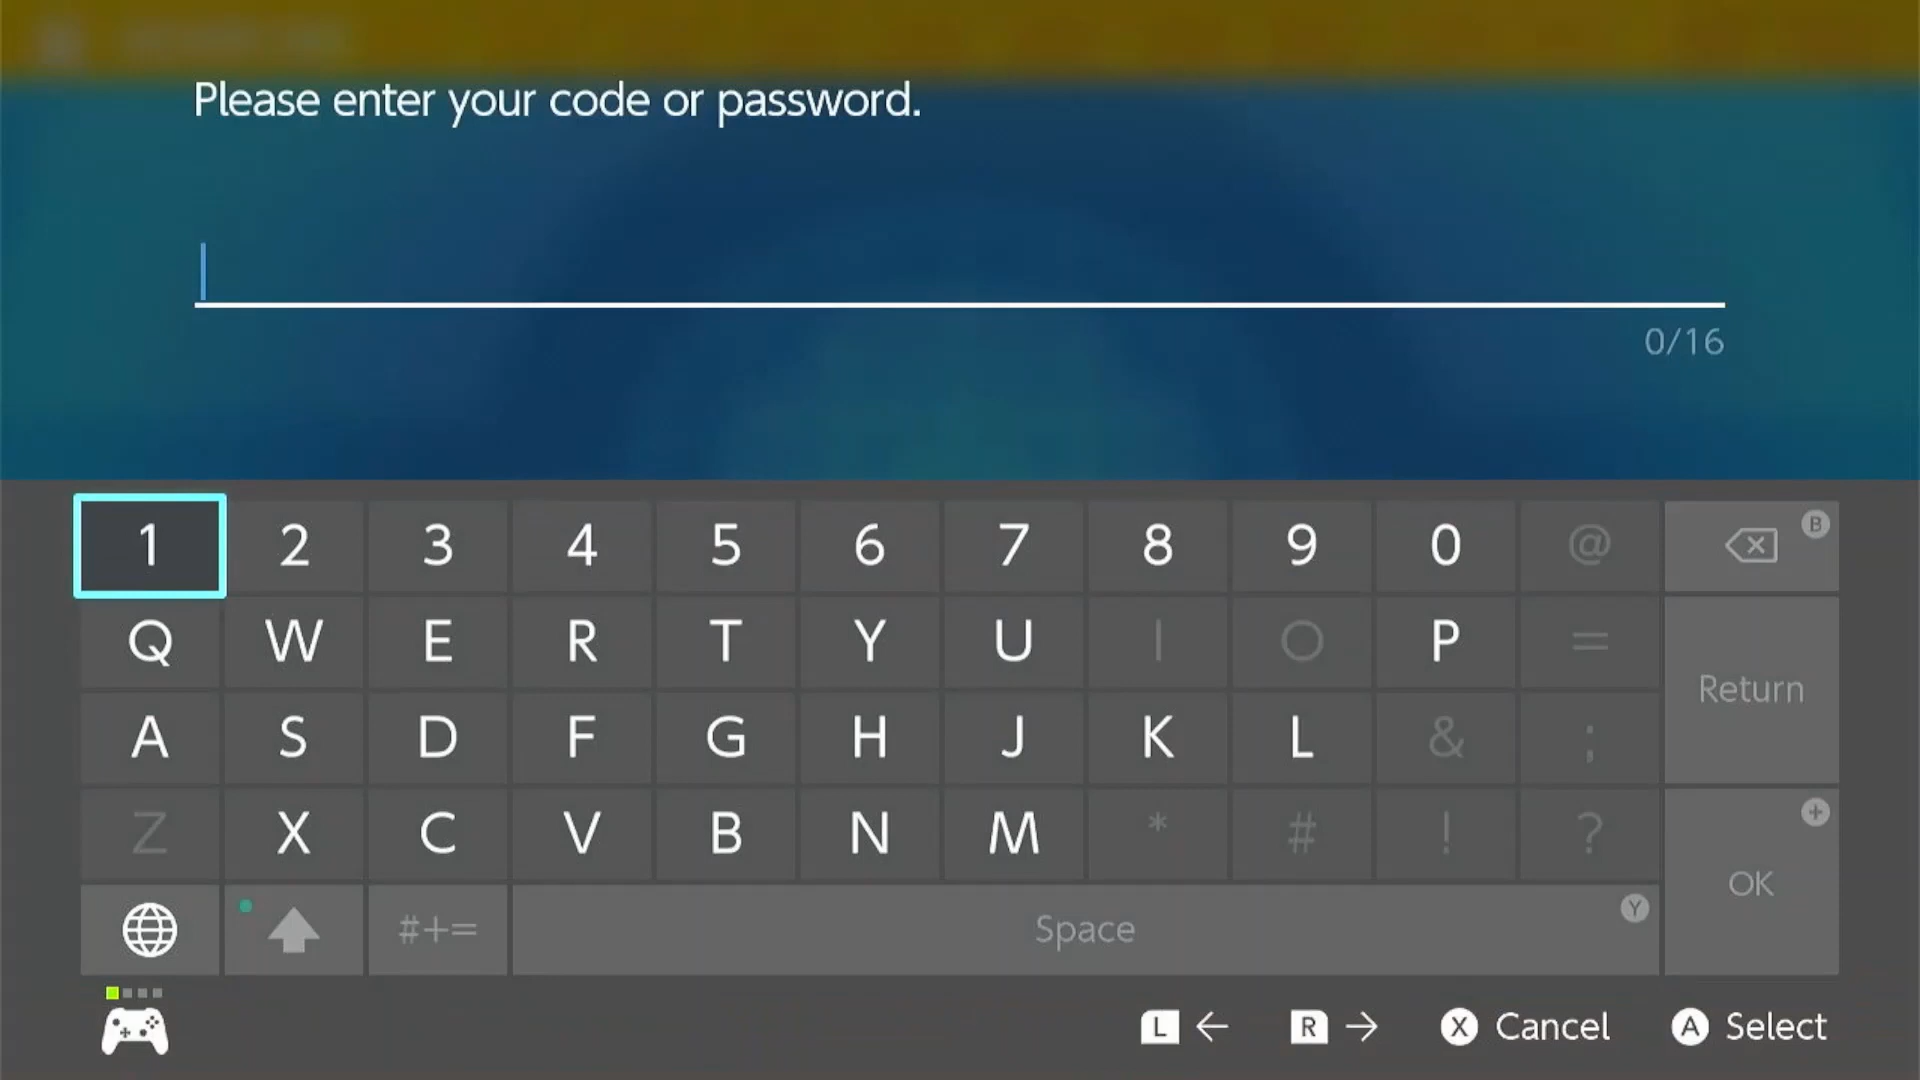 Please enter your code or password.
0/16
1 2 3 4 5 6 7 8 9 0 @ B
Q W E R T Y U I O P =
Return
A S D F G H J K L & ;
Z X C V B N M * # ! ? +
OK
#+= Space Y
L ← R → X Cancel A Select